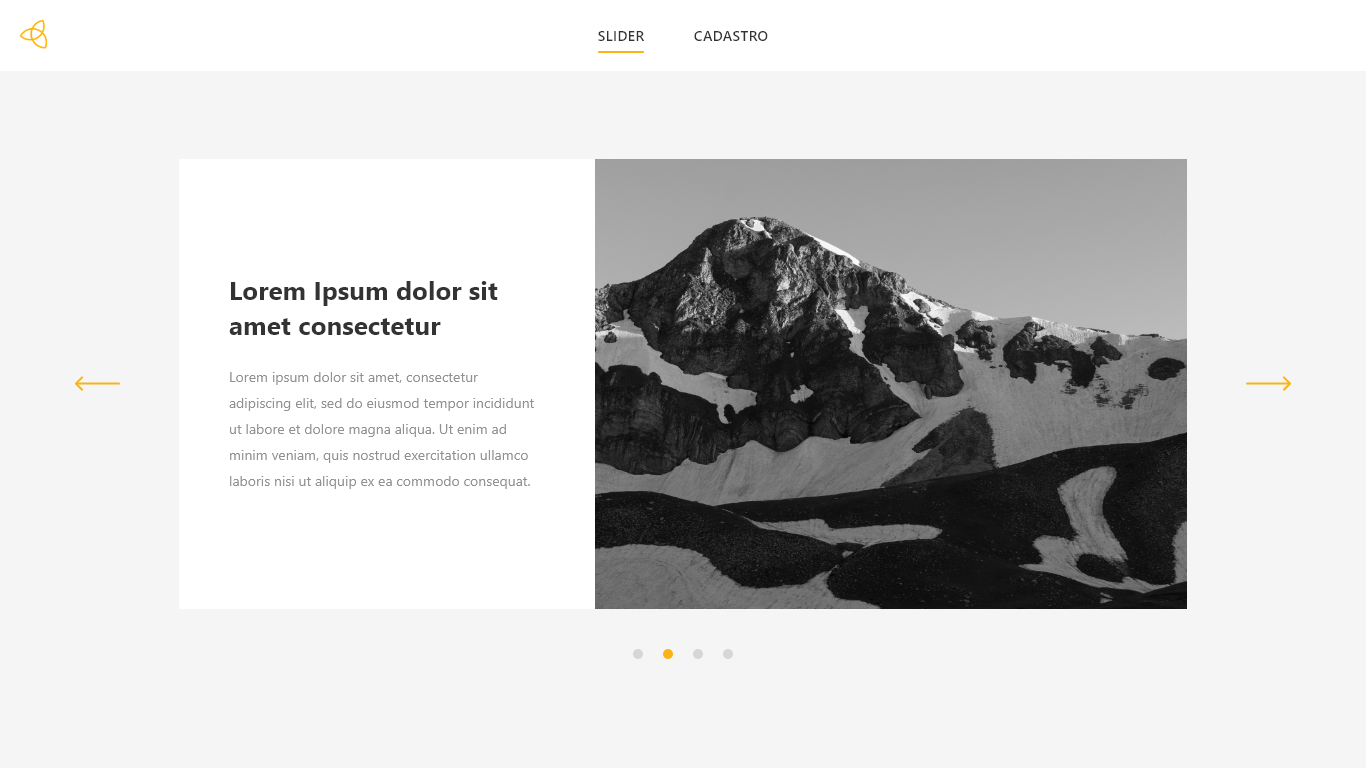 SLIDER
CADASTRO
Lorem Ipsum dolor sit
amet consectetur
Lorem ipsum dolor sit amet, consectetur
adipiscing elit, sed do eiusmod tempor incididunt
ut labore et dolore magna aliqua. Ut enim ad
minim veniam, quis nostrud exercitation ullamco
laboris nisi ut aliquip ex ea commodo consequat.